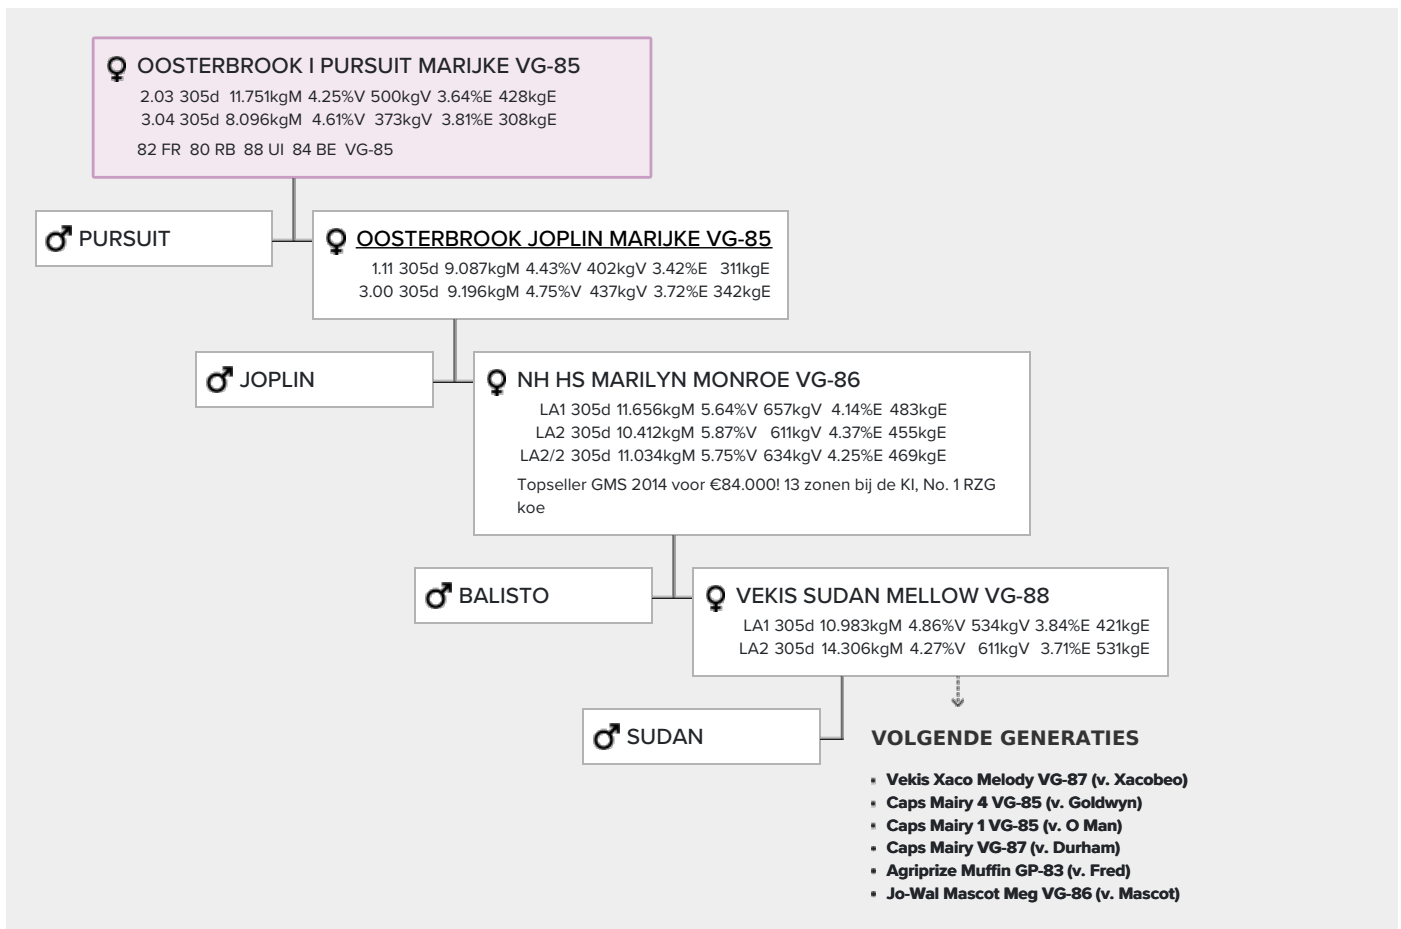 OOSTERBROOK I PURSUIT MARIJKE VG-85
2.03 305d 11.751kgM 4.25%V 500kgV 3.64%E 428kgE
3.04 305d 8.096kgM 4.61%V 373kgV 3.81%E 308kgE
82 FR 80 RB 88 UI 84 BE VG-85
PURSUIT
OOSTERBROOK JOPLIN MARIJKE VG-85
1.11 305d 9.087kgM 4.43%V 402kgV 3.42%E 311kgE
3.00 305d 9.196kgM 4.75%V 437kgV 3.72%E 342kgE
JOPLIN
NH HS MARILYN MONROE VG-86
LA1 305d 11.656kgM 5.64%V 657kgV 4.14%E 483kgE
LA2 305d 10.412kgM 5.87%V 611kgV 4.37%E 455kgE
LA2/2 305d 11.034kgM 5.75%V 634kgV 4.25%E 469kgE
Topseller GMS 2014 voor €84.000! 13 zonen bij de KI, No. 1 RZG
koe
BALISTO
VEKIS SUDAN MELLOW VG-88
LA1 305d 10.983kgM 4.86%V 534kgV 3.84%E 421kgE
LA2 305d 14.306kgM 4.27%V 611kgV 3.71%E 531kgE
SUDAN
VOLGENDE GENERATIES
Vekis Xaco Melody VG-87 (v. Xacobeo)
Caps Mairy 4 VG-85 (v. Goldwyn)
Caps Mairy 1 VG-85 (v. O Man)
Caps Mairy VG-87 (v. Durham)
Agriprize Muffin GP-83 (v. Fred)
Jo-Wal Mascot Meg VG-86 (v. Mascot)